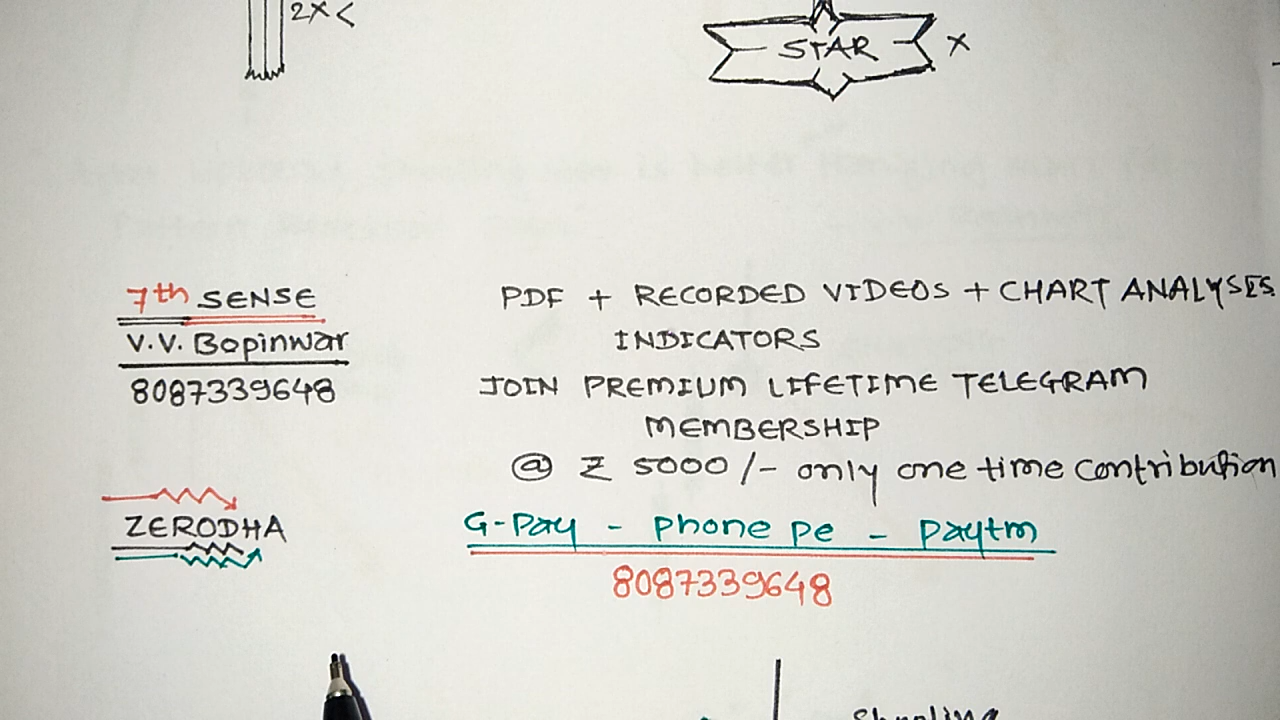 2X <
STAR X
7th SENSE
V.V. Bopinwar
8087339648
PDF + RECORDED VIDEOS + CHART ANALYSES
INDICATORS
JOIN PREMIUM LIFETIME TELEGRAM
MEMBERSHIP
@ ₹ 5000/- only one time contribution
ZERODHA
G-Pay - Phone pe - Paytm
8087339648